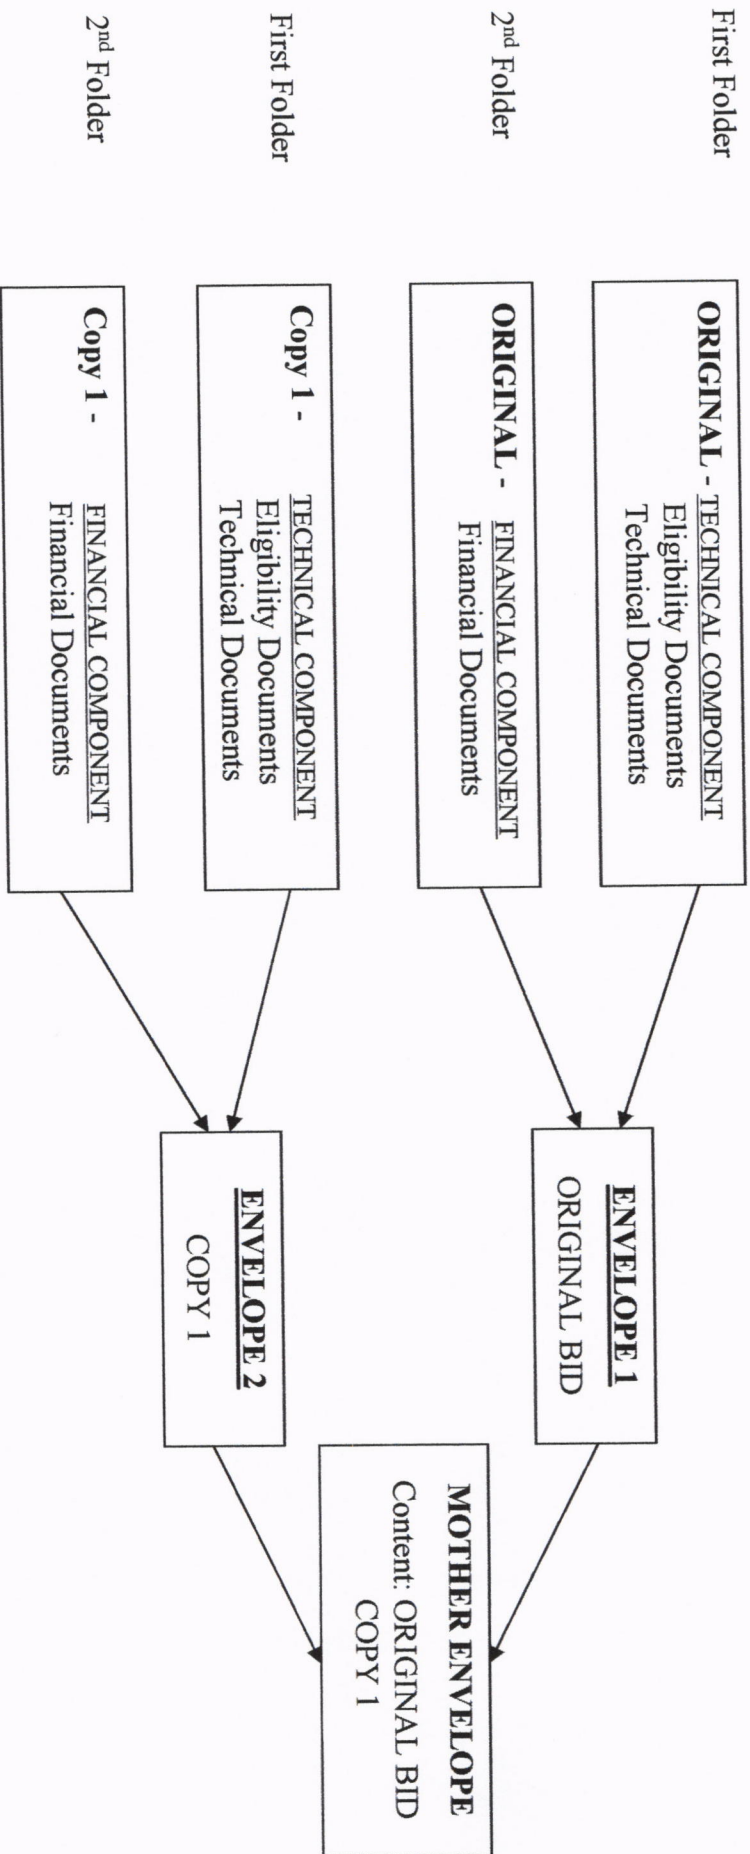 First Folder
ORIGINAL - TECHNICAL COMPONENT
Eligibility Documents
Technical Documents
2nd Folder
ORIGINAL - FINANCIAL COMPONENT
Financial Documents
First Folder
Copy 1 - TECHNICAL COMPONENT
Eligibility Documents
Technical Documents
2nd Folder
Copy 1 - FINANCIAL COMPONENT
Financial Documents
ENVELOPE 1
ORIGINAL BID
ENVELOPE 2
COPY 1
MOTHER ENVELOPE
Content: ORIGINAL BID
COPY 1